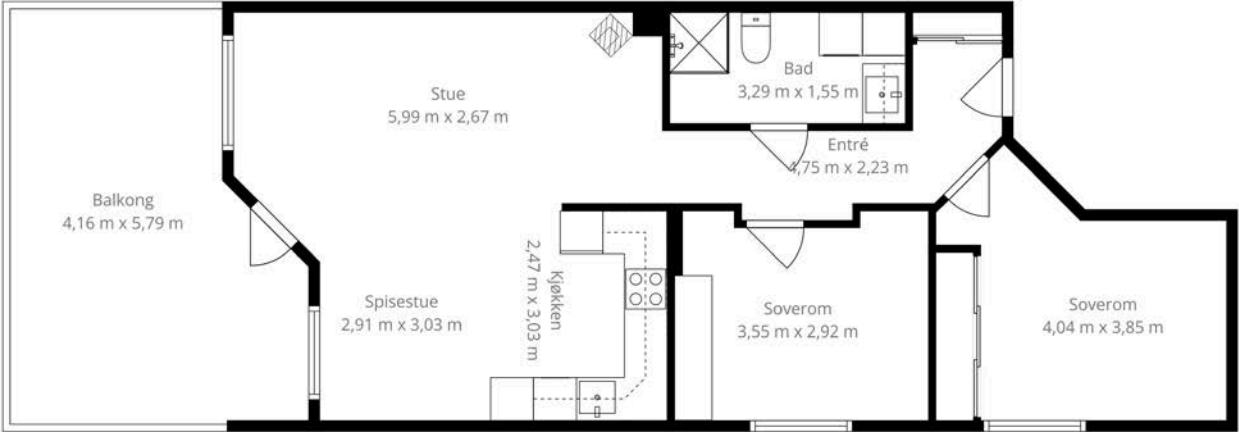 Stue
5,99 m x 2,67 m
Bad
3,29 m x 1,55 m
Entré
4,75 m x 2,23 m
Balkong
4,16 m x 5,79 m
Spisestue
2,91 m x 3,03 m
Kjøkken
2,47 m x 3,03 m
Soverom
3,55 m x 2,92 m
Soverom
4,04 m x 3,85 m